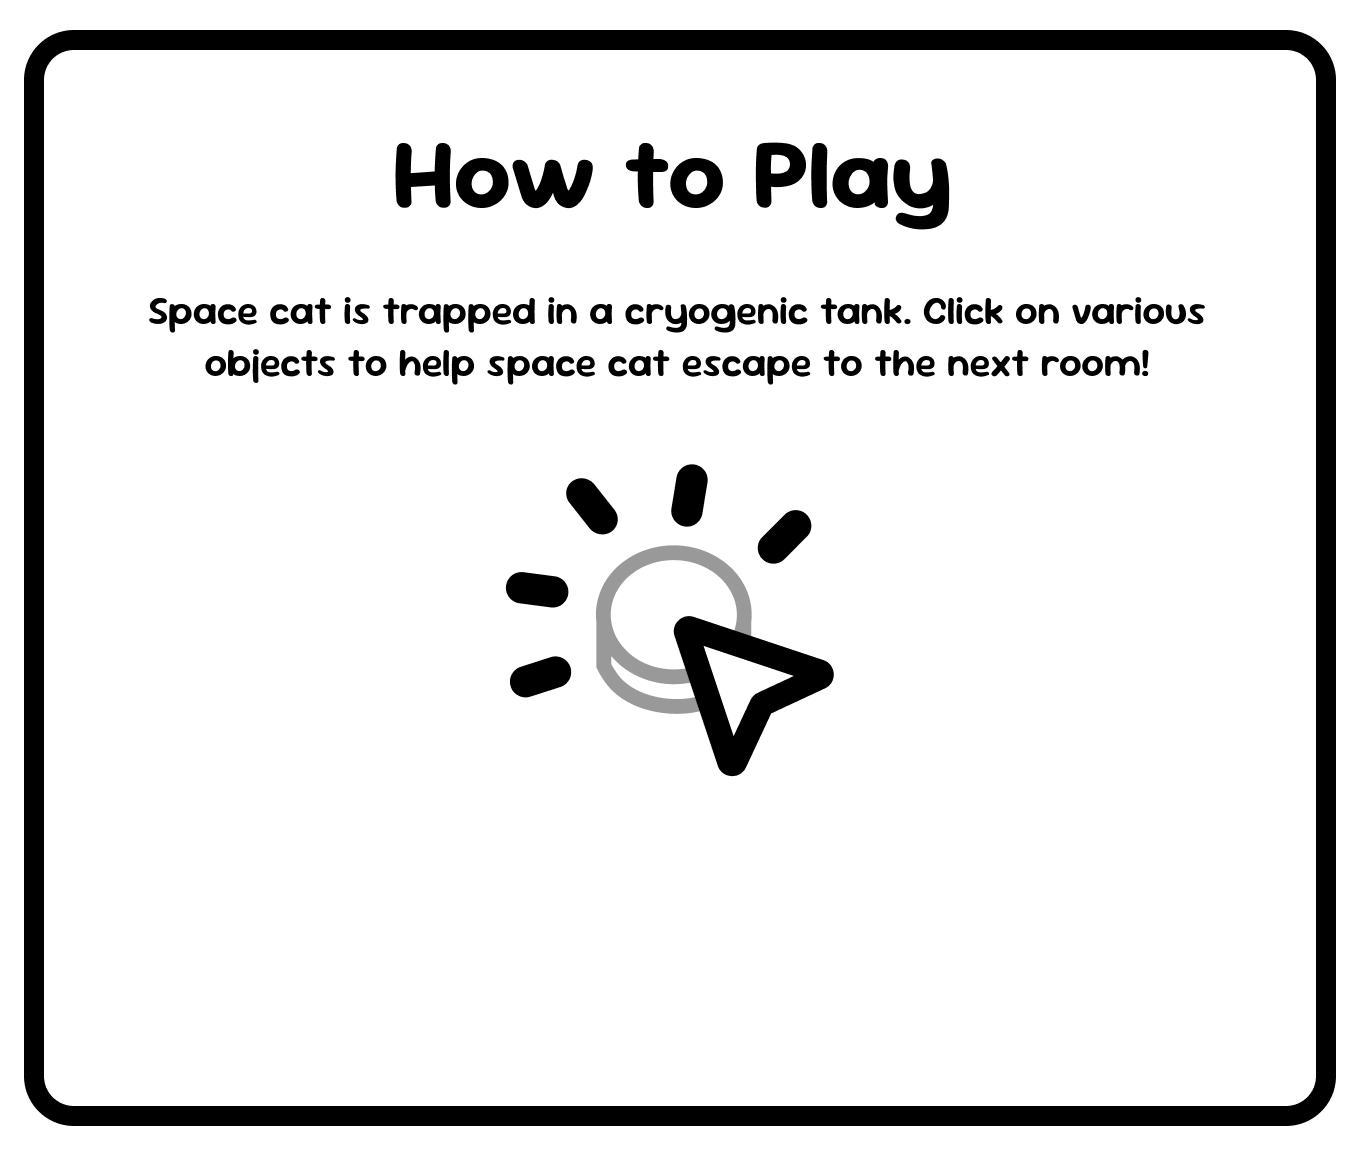 How to Play
Space cat is trapped in a cryogenic tank. Click on various
objects to help space cat escape to the next room!